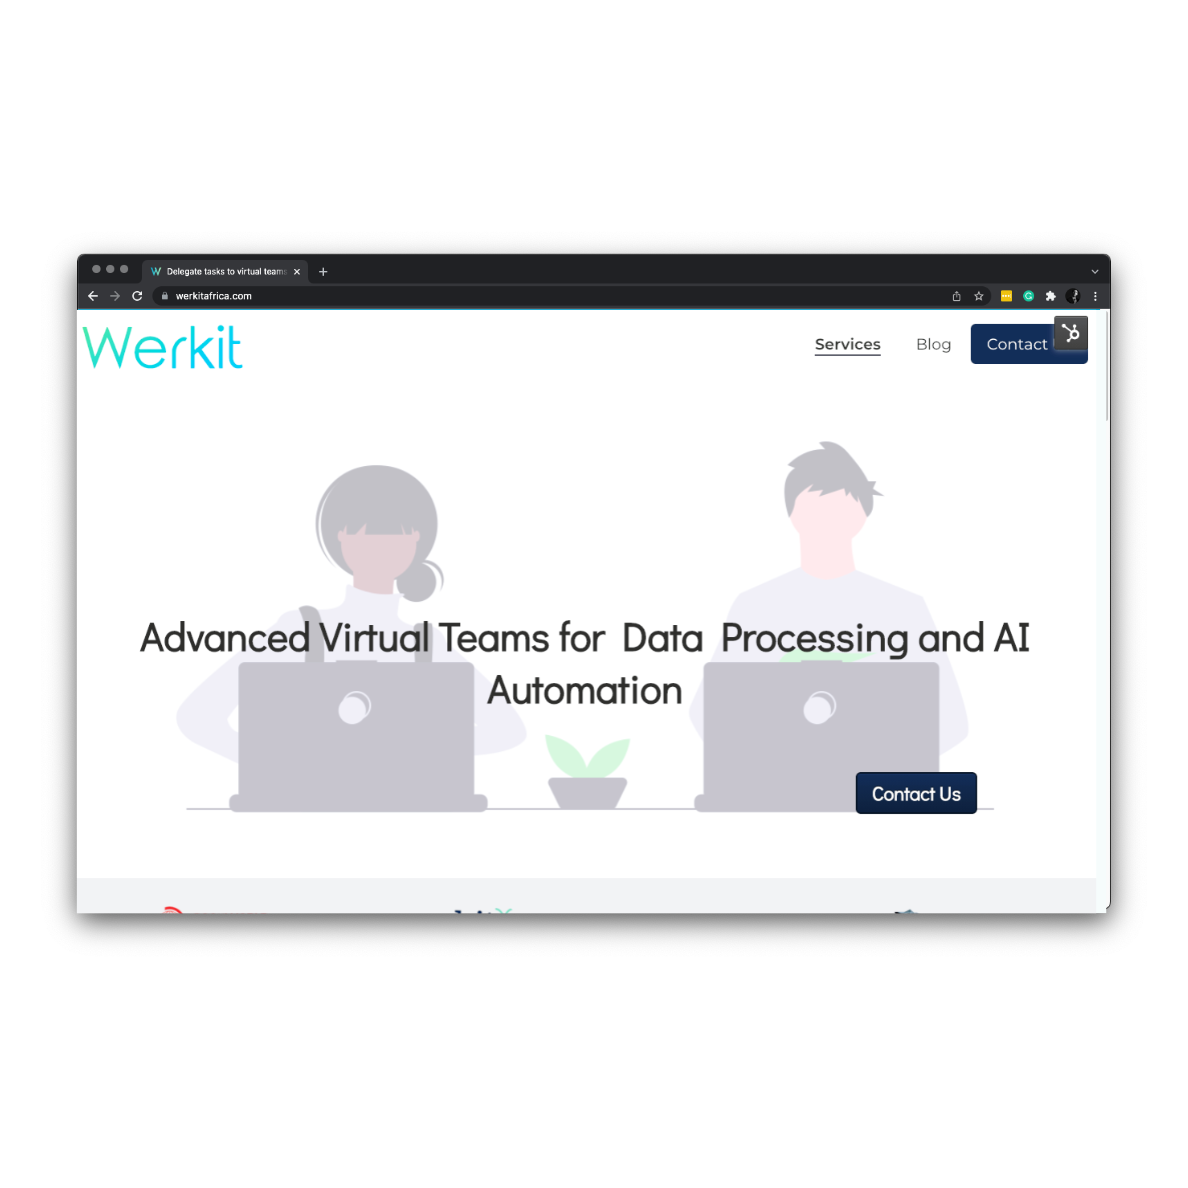 Delegate tasks to virtual teams
werkitafrica.com
Werkit
Services Blog Contact
Advanced Virtual Teams for Data Processing and AI
Automation
Contact Us